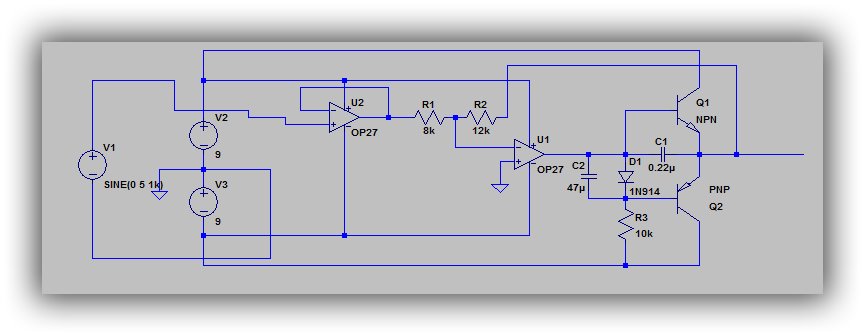 Q1
NPN
U2
OP27
R1
8k
R2
12k
V2
9
V1
SINE(0 5 1k)
V3
9
U1
OP27
C1
0.22µ
C2
47µ
D1
1N914
PNP
Q2
R3
10k